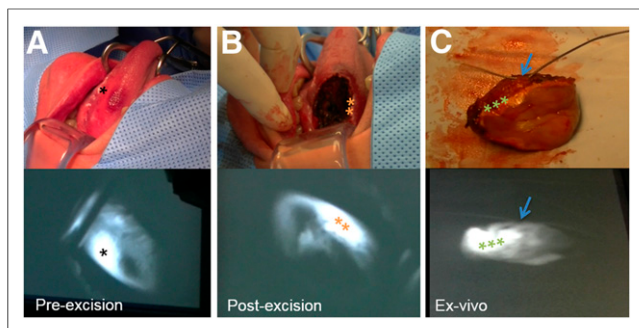 A
B
C
*
**
***
*
**
***
Pre-excision
Post-excision
Ex-vivo